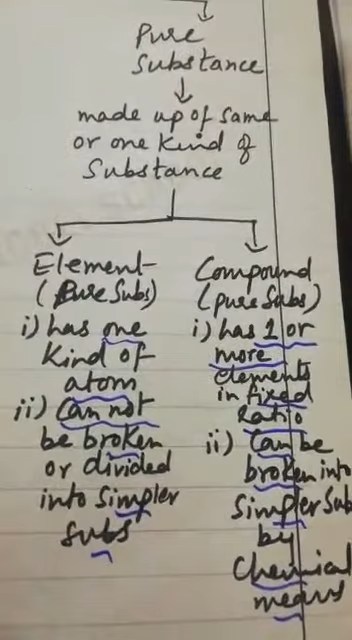 Pure
Substance
made up of same
or one kind of
Substance
Element
(Pure Subs)
i) has one
kind of
atom
ii) Can not
be broken
or divided
into simpler
subs
Compound
(pure Subs)
i) has 1 or
more
elements
in fixed
ratio
ii) Can be
broken into
Simpler Sub
by
Chemical
means